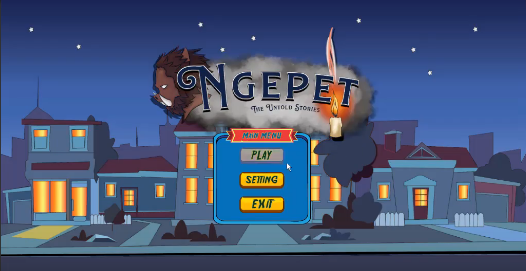 NGEPET
THE UNTOLD STORIES
MAIN MENU
PLAY
SETTING
EXIT